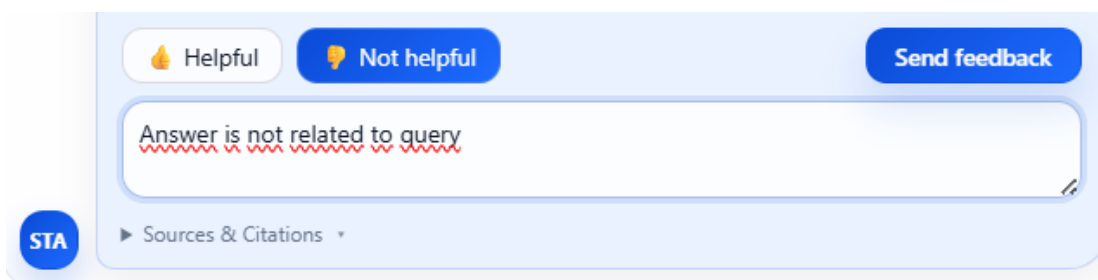 👍 Helpful
👎 Not helpful
Send feedback
Answer is not related to query
▶ Sources & Citations ▾
STA